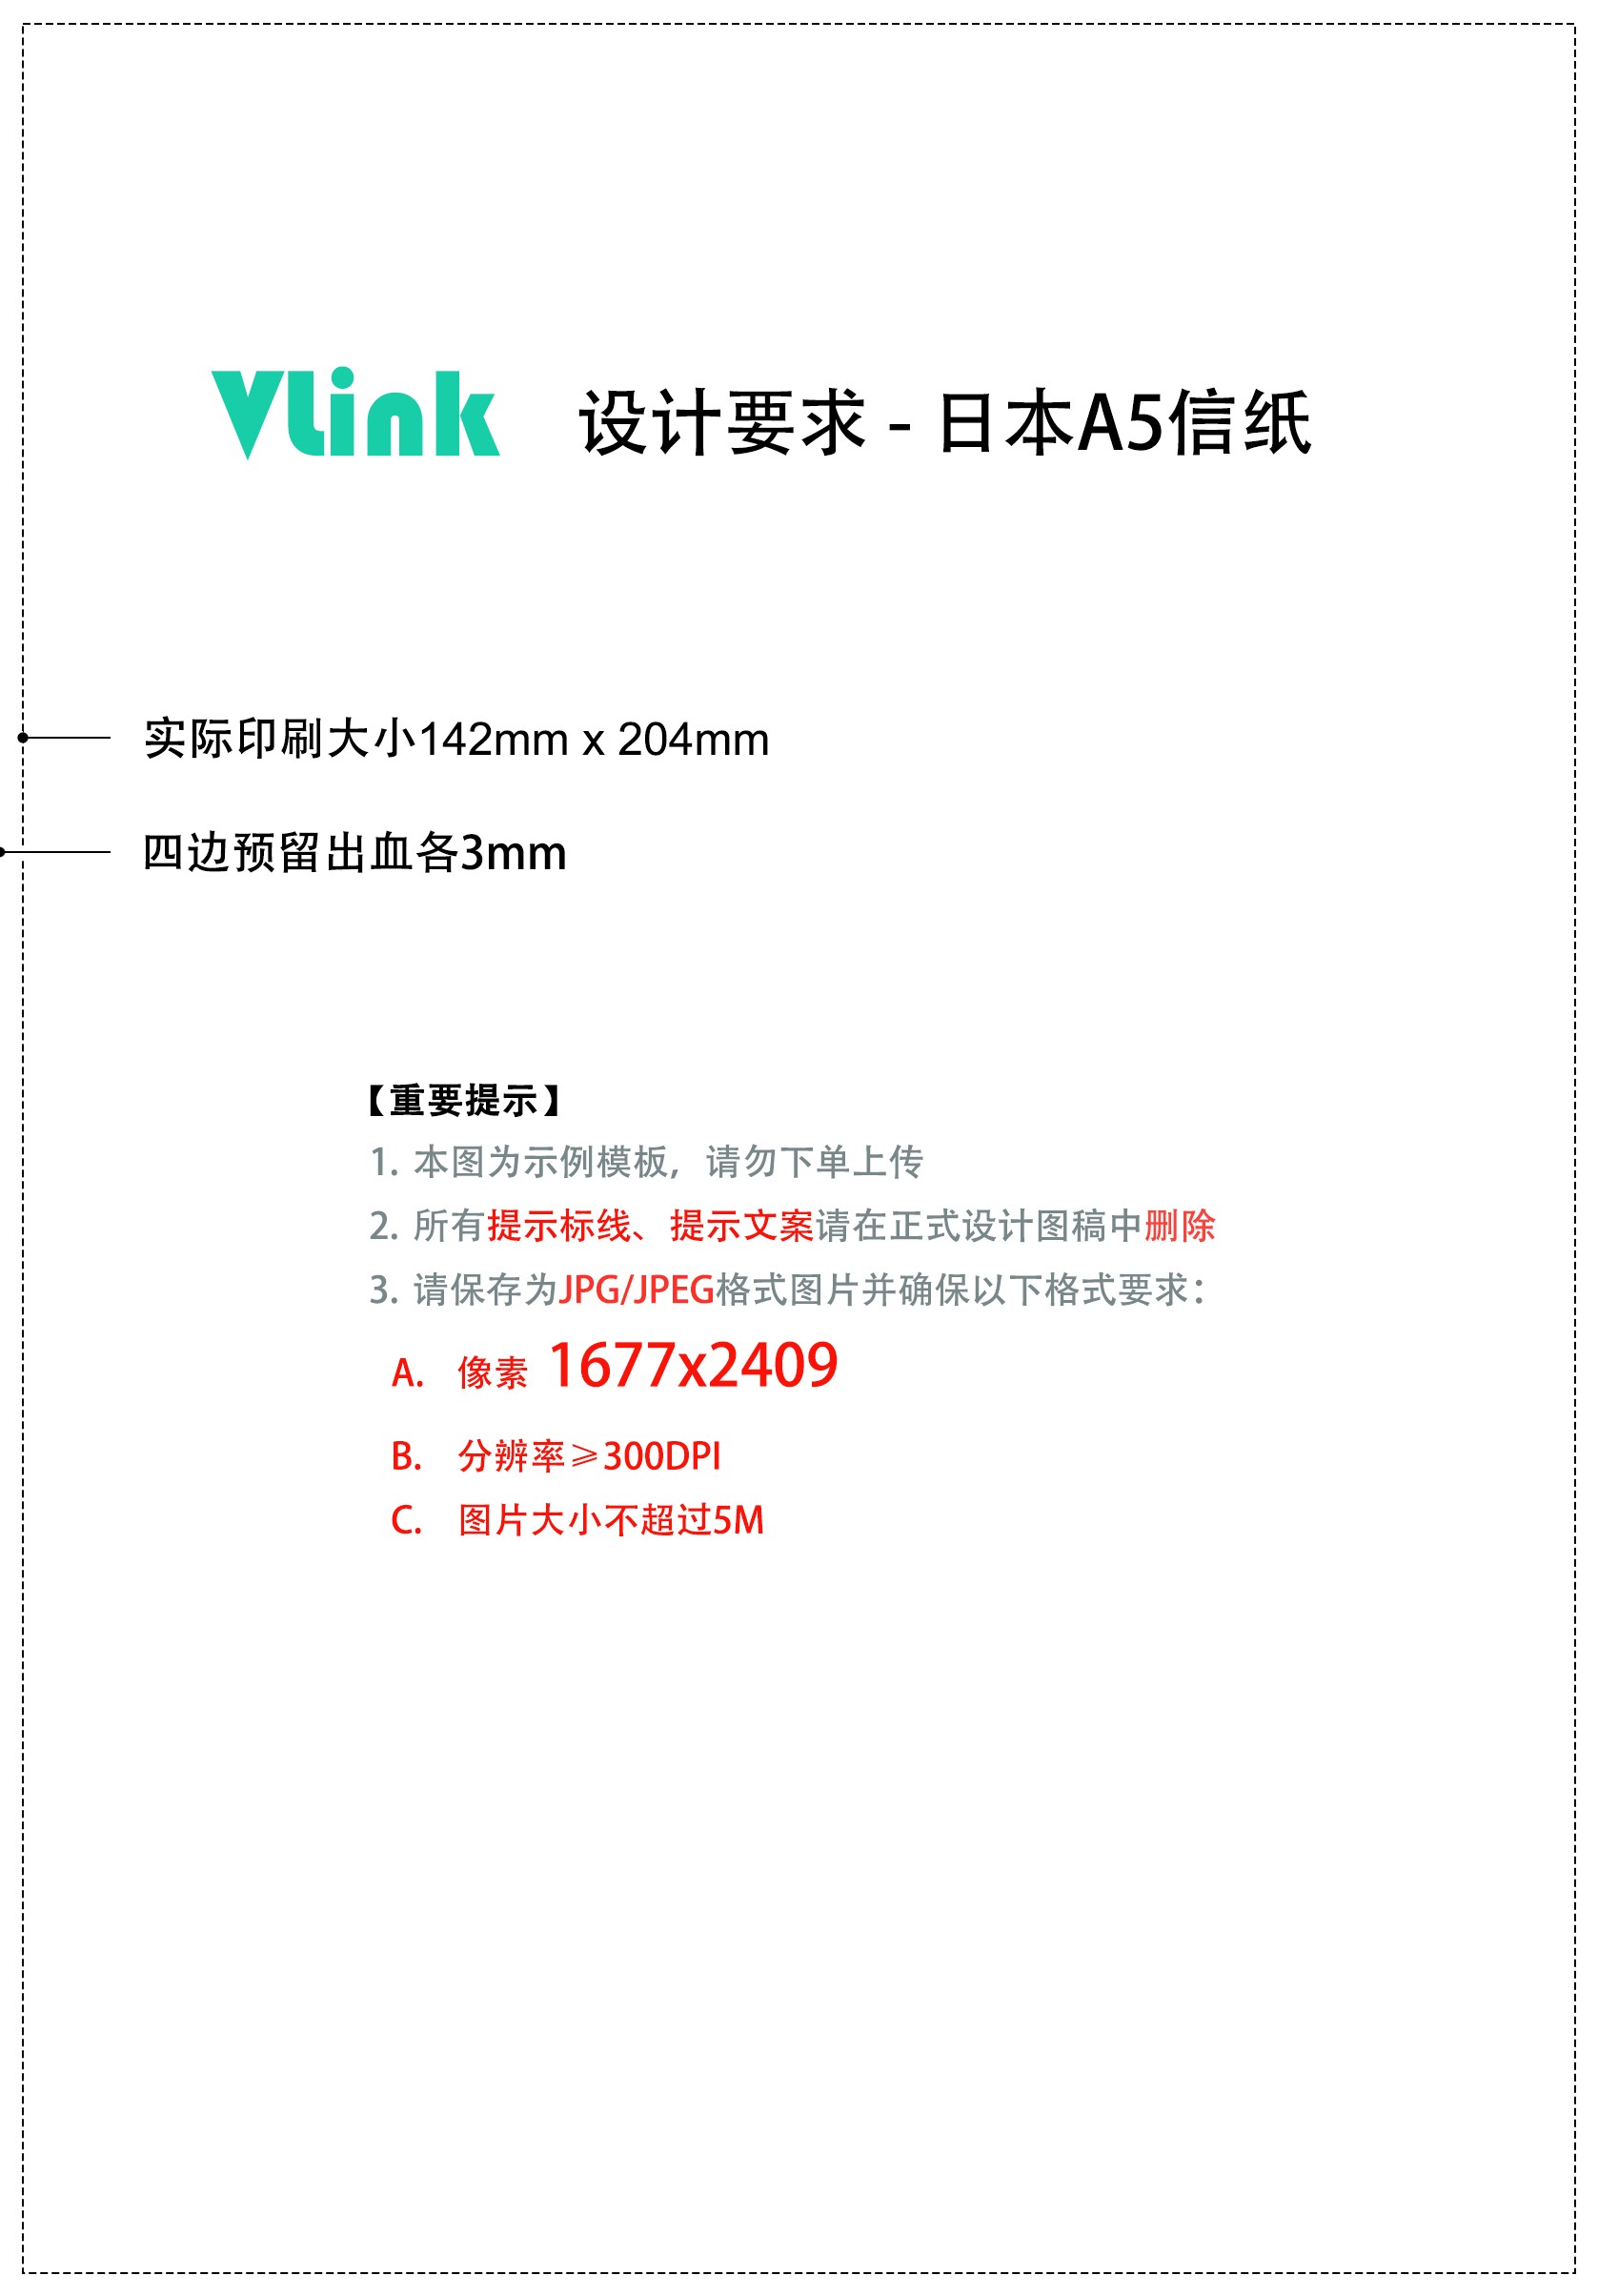 VLink 设计要求 - 日本A5信纸
实际印刷大小142mm x 204mm
四边预留出血各3mm
【重要提示】
1. 本图为示例模板，请勿下单上传
2. 所有提示标线、提示文案请在正式设计图稿中删除
3. 请保存为JPG/JPEG格式图片并确保以下格式要求：
A. 像素 1677x2409
B. 分辨率≥300DPI
C. 图片大小不超过5M